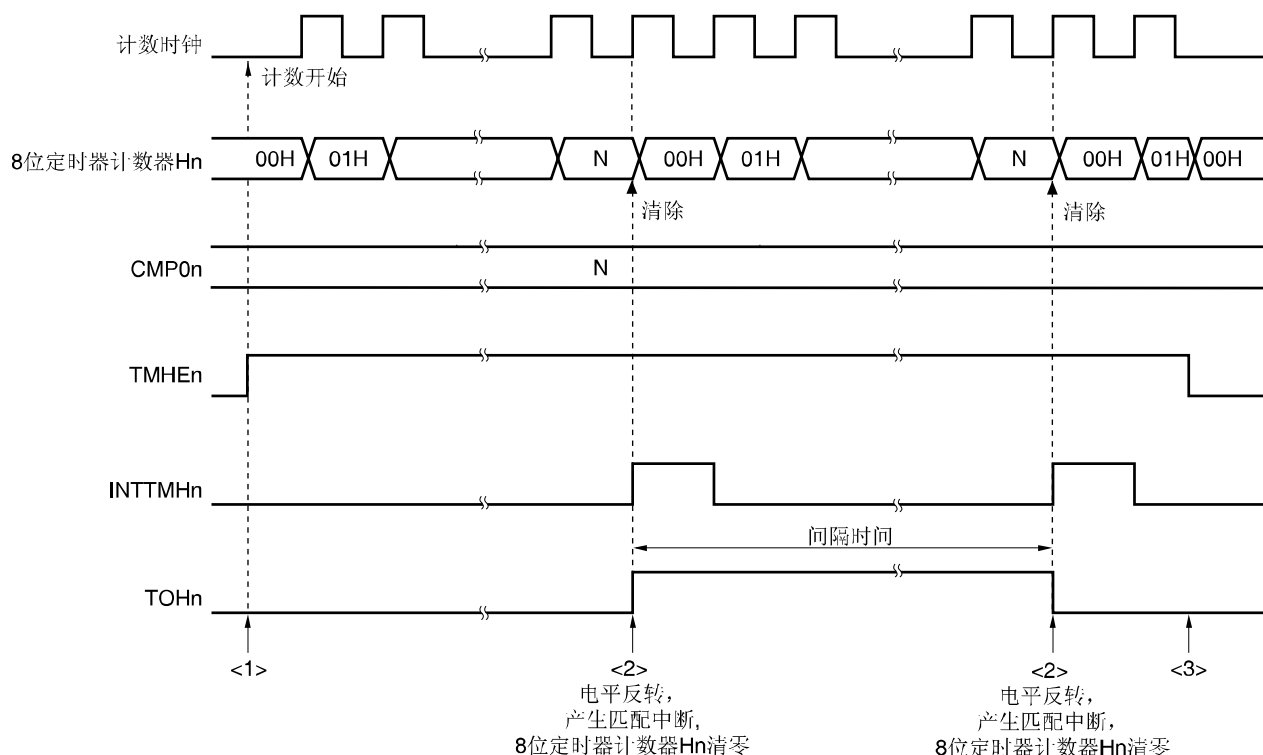 计数时钟
计数开始
8位定时器计数器Hn
00H 01H N 00H 01H N 00H 01H 00H
清除 清除
CMP0n
N
TMHEn
INTTMHn
间隔时间
TOHn
<1> <2> <2> <3>
电平反转,
产生匹配中断,
8位定时器计数器Hn清零
电平反转,
产生匹配中断,
8位定时器计数器Hn清零